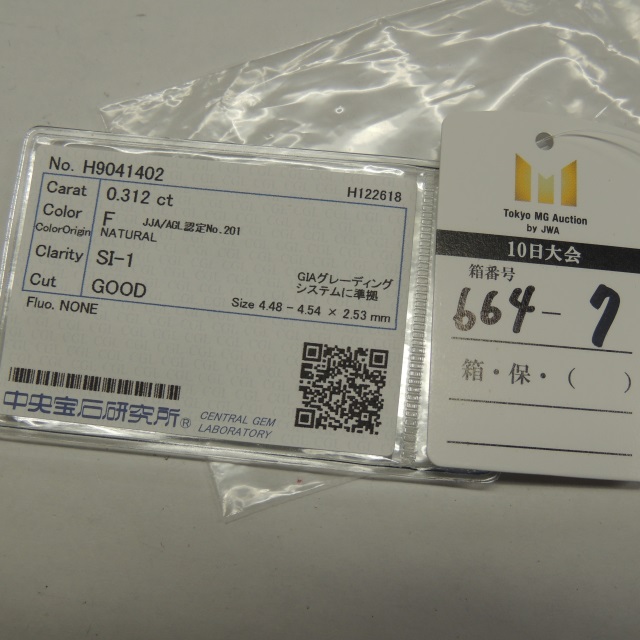 No. H9041402
H122618
Carat 0.312 ct
Color F JJA/AGL認定No.201
ColorOrigin NATURAL
Clarity SI-1
GIAグレーディング
システムに準拠
Cut GOOD
Size 4.48 - 4.54 × 2.53 mm
Fluo. NONE
中央宝石研究所®
CENTRAL GEM
LABORATORY
Tokyo MG Auction
by JWA
10日大会
箱番号
664-7
箱・保・( )